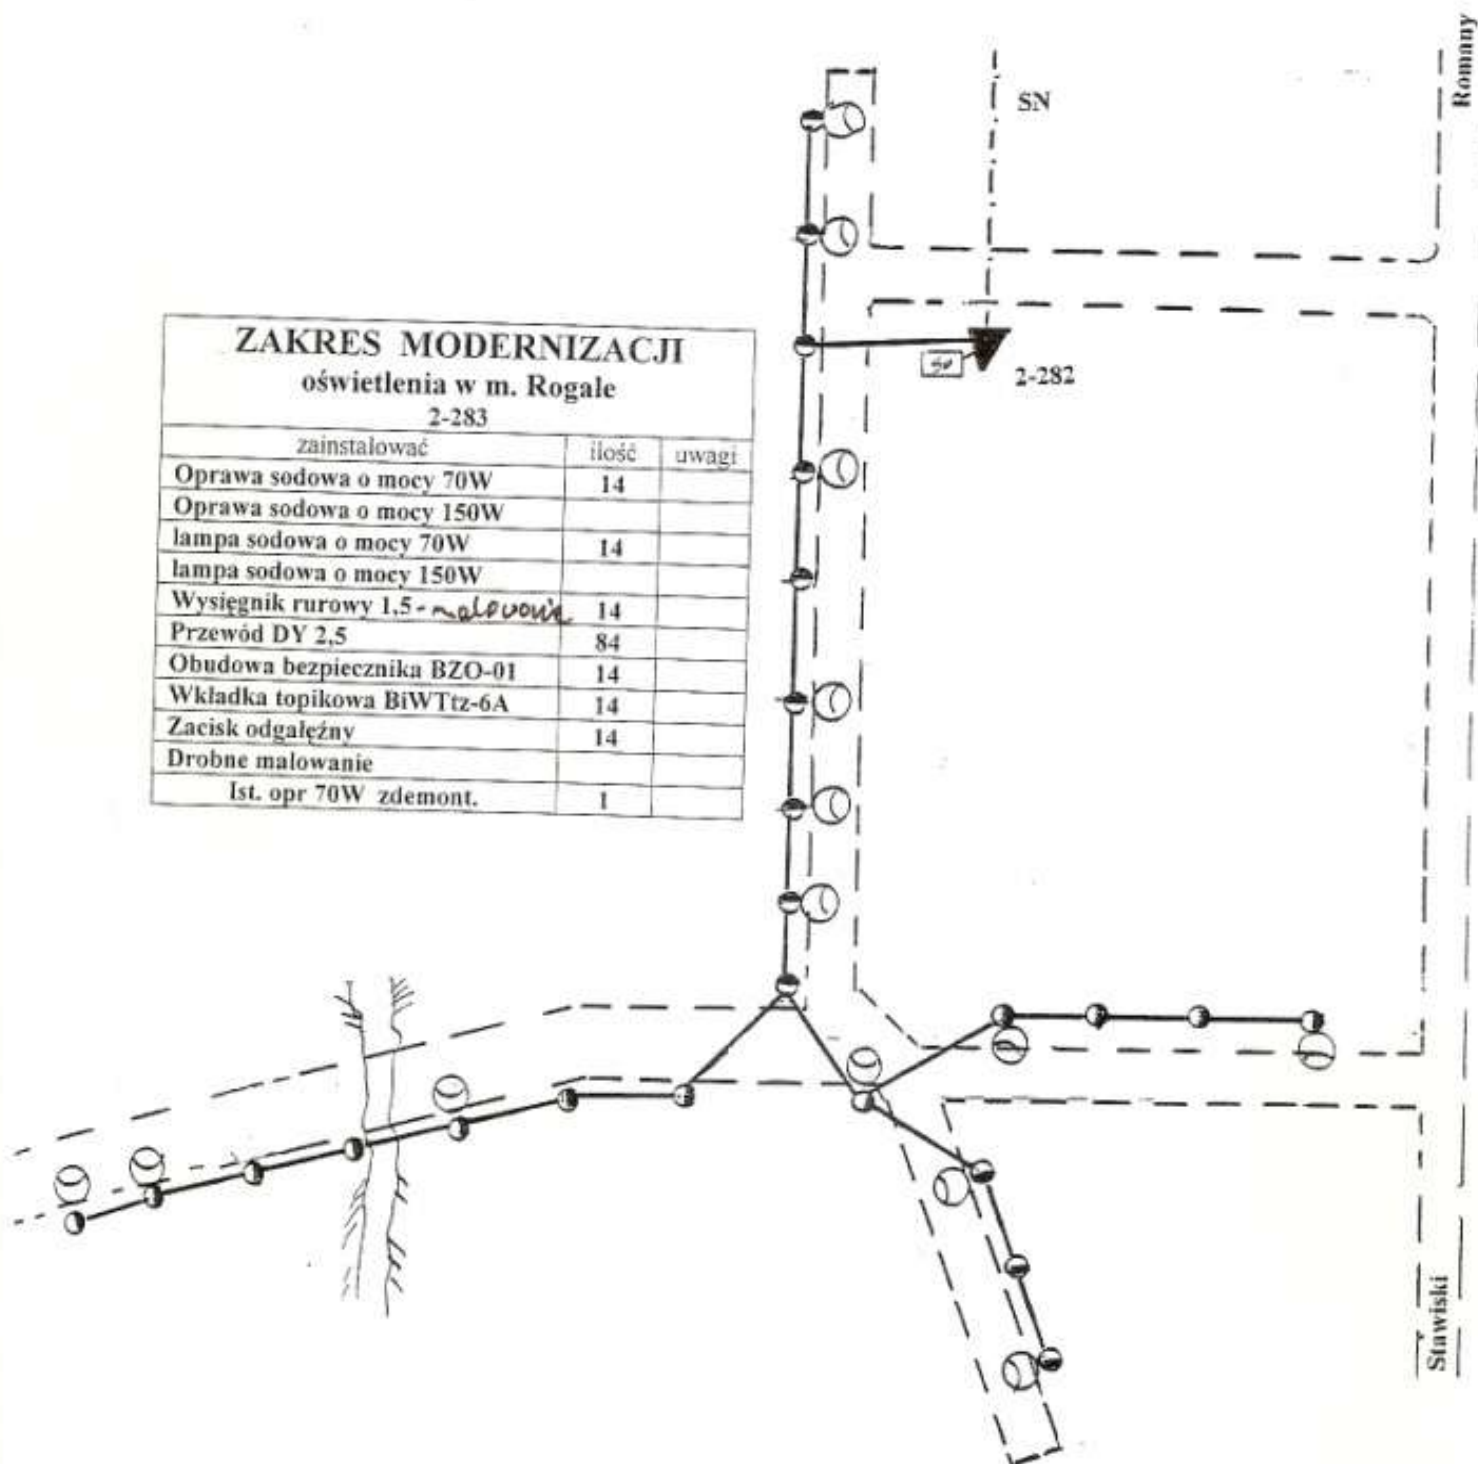 Romany
SN
2-282
ZAKRES MODERNIZACJI
oświetlenia w m. Rogale
2-283
zainstalować ilość uwagi
Oprawa sodowa o mocy 70W 14
Oprawa sodowa o mocy 150W
lampa sodowa o mocy 70W 14
lampa sodowa o mocy 150W
Wysięgnik rurowy 1,5 - malowanie 14
Przewód DY 2,5 84
Obudowa bezpiecznika BZO-01 14
Wkładka topikowa BiWTtz-6A 14
Zacisk odgałęźny 14
Drobne malowanie
Ist. opr 70W zdemont. 1
Stawiski